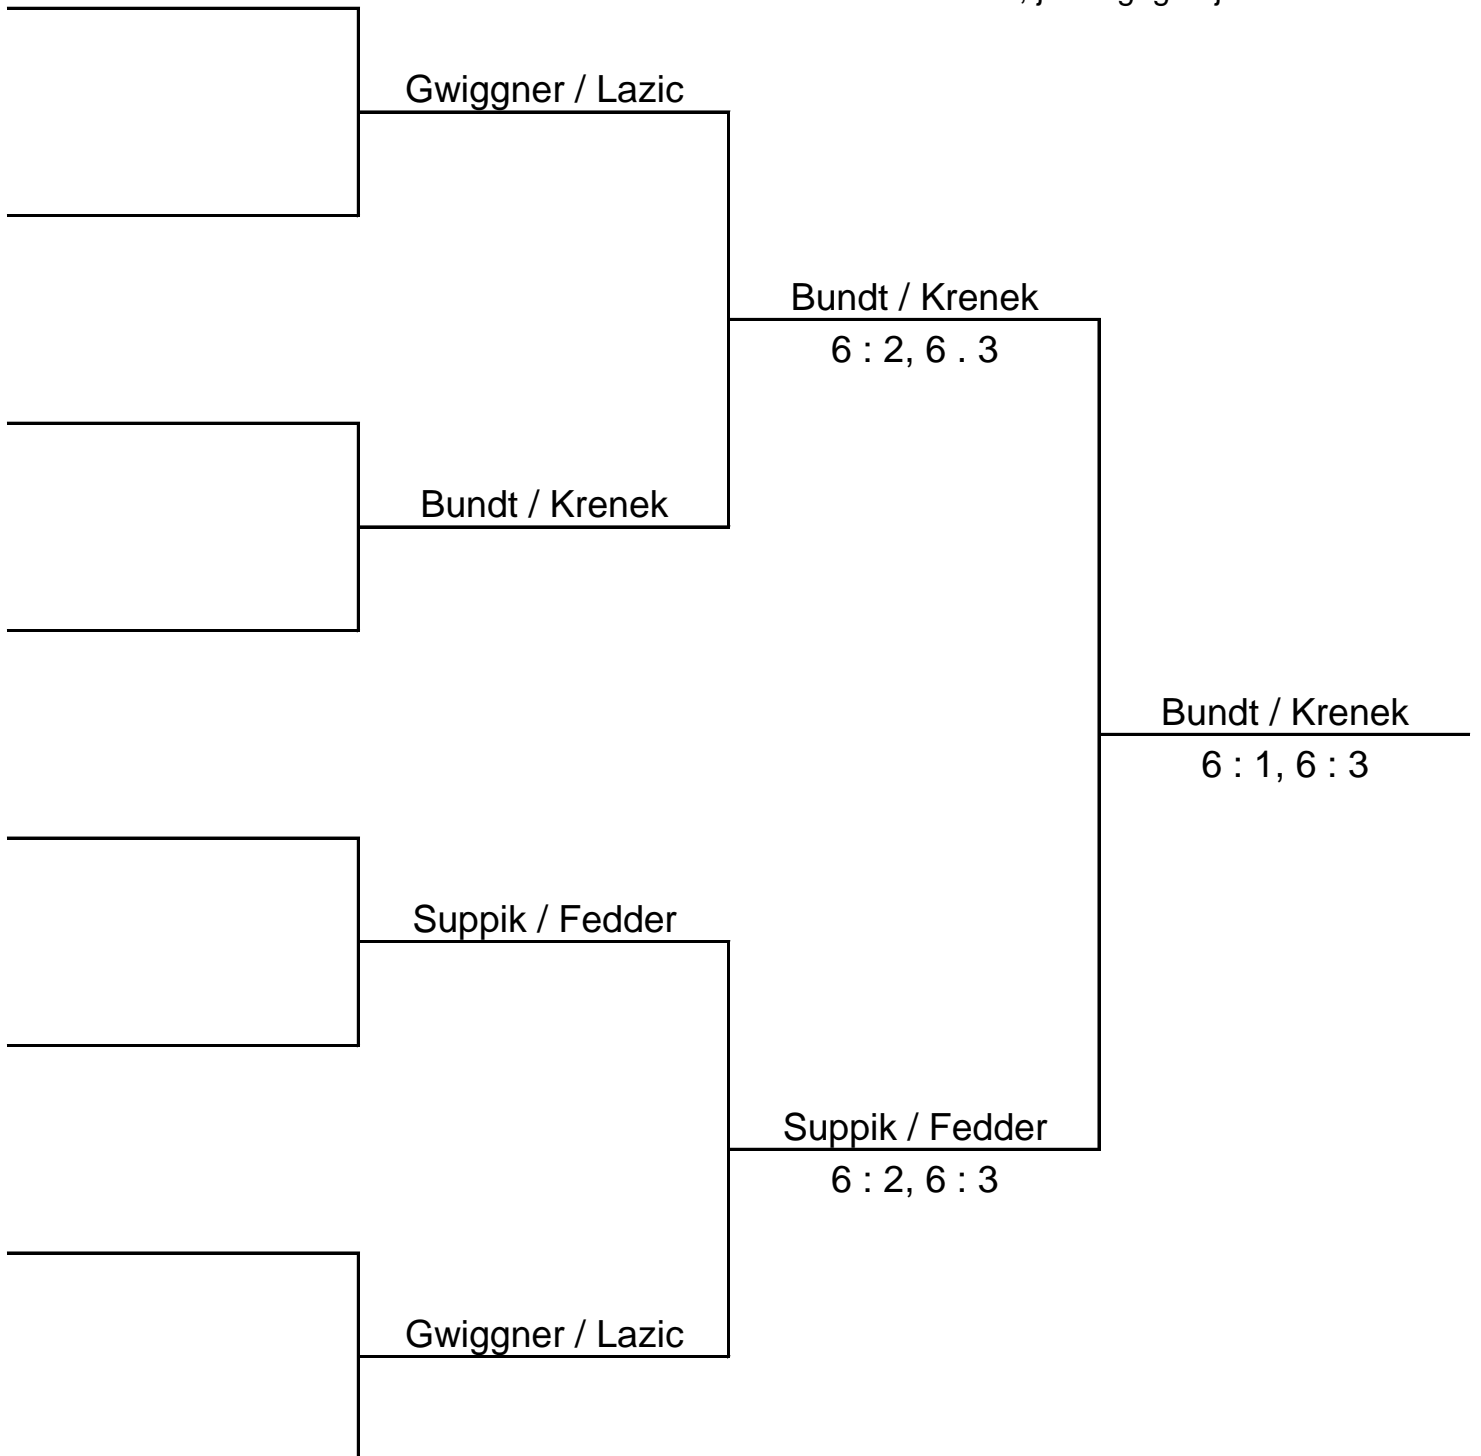 Gwiggner / Lazic
Bundt / Krenek
6 : 2, 6 . 3
Bundt / Krenek
Bundt / Krenek
6 : 1, 6 : 3
Suppik / Fedder
Suppik / Fedder
6 : 2, 6 : 3
Gwiggner / Lazic